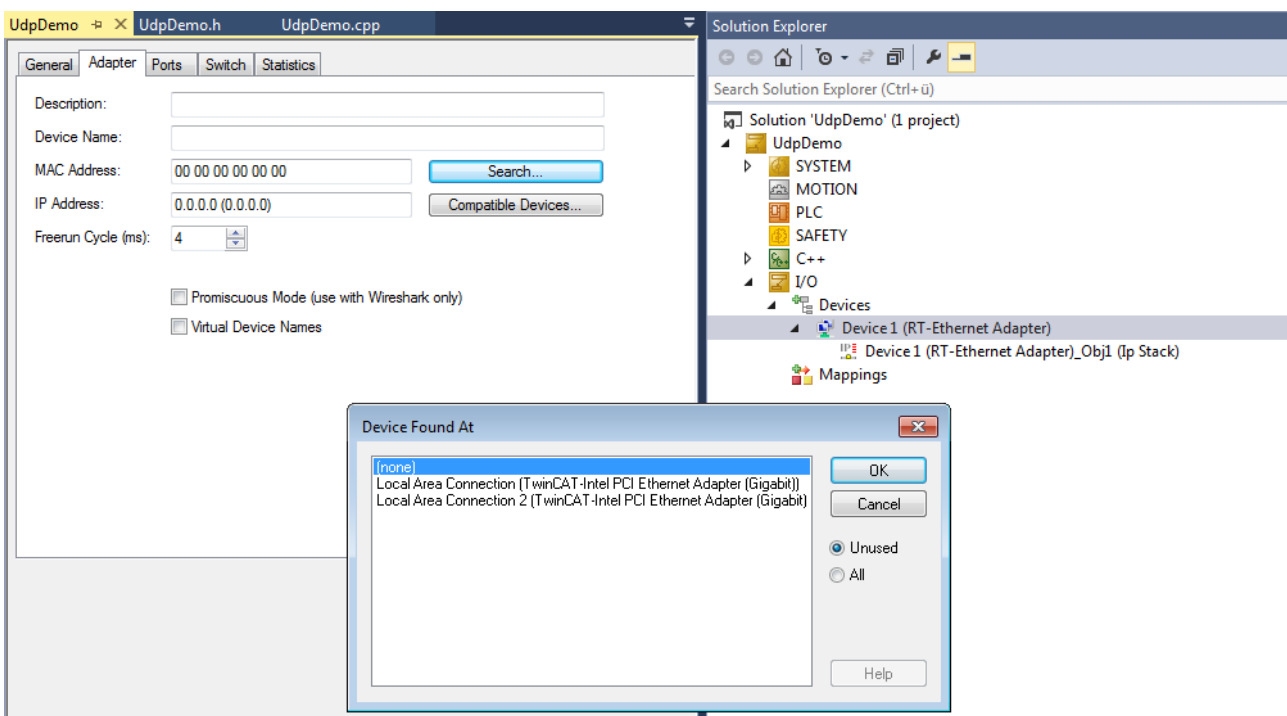 UdpDemo
UdpDemo.h
UdpDemo.cpp
General
Adapter
Ports
Switch
Statistics
Description:
Device Name:
MAC Address:
00 00 00 00 00 00
Search...
IP Address:
0.0.0.0 (0.0.0.0)
Compatible Devices...
Freerun Cycle (ms):
4
Promiscuous Mode (use with Wireshark only)
Virtual Device Names
Solution Explorer
Search Solution Explorer (Ctrl+ü)
Solution 'UdpDemo' (1 project)
UdpDemo
SYSTEM
MOTION
PLC
SAFETY
C++
I/O
Devices
Device 1 (RT-Ethernet Adapter)
Device 1 (RT-Ethernet Adapter)_Obj1 (Ip Stack)
Mappings
Device Found At
(none)
Local Area Connection (TwinCAT-Intel PCI Ethernet Adapter (Gigabit))
Local Area Connection 2 (TwinCAT-Intel PCI Ethernet Adapter (Gigabit)
OK
Cancel
Unused
All
Help